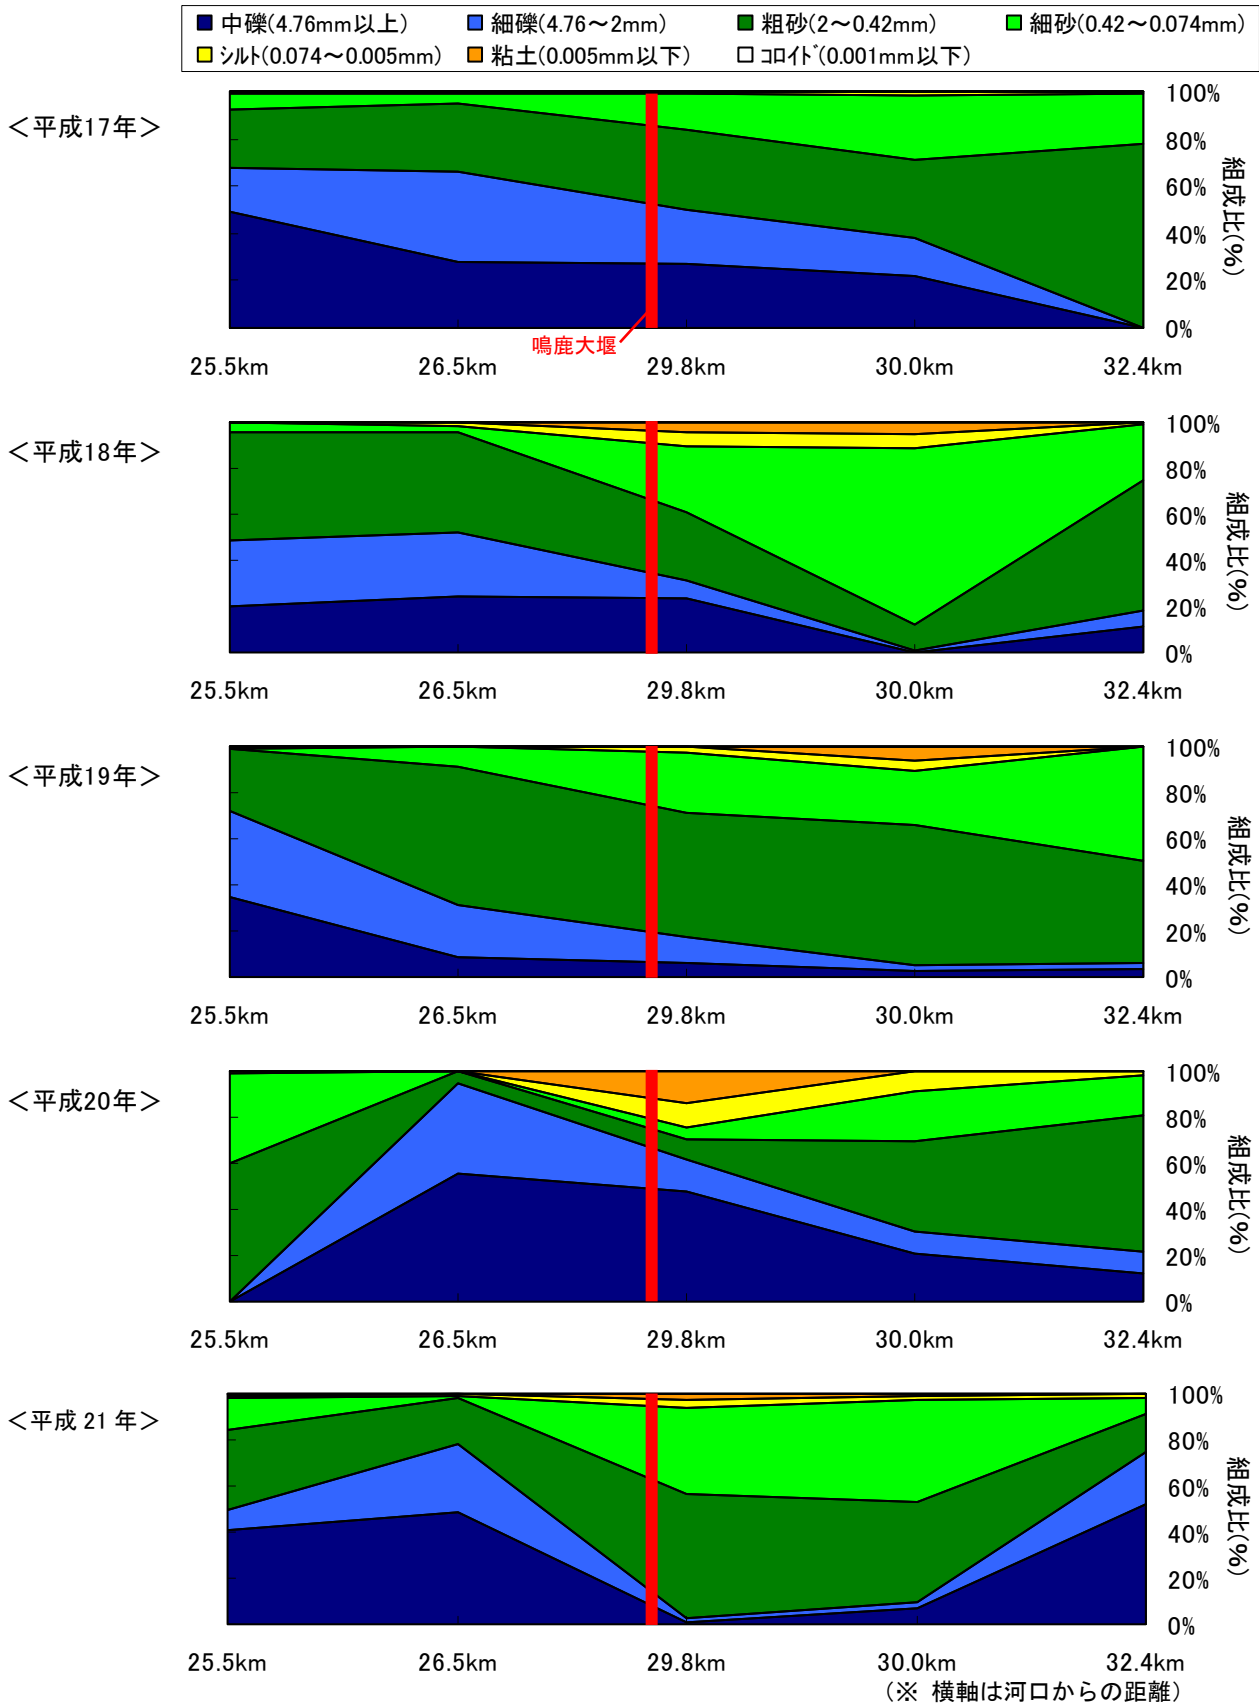 中礫(4.76mm以上) 細礫(4.76～2mm) 粗砂(2～0.42mm) 細砂(0.42～0.074mm)
シルト(0.074～0.005mm) 粘土(0.005mm以下) コロイド(0.001mm以下)
＜平成17年＞
100%
80%
60%
40%
20%
0%
組成比(%)
鳴鹿大堰
25.5km 26.5km 29.8km 30.0km 32.4km
＜平成18年＞
100%
80%
60%
40%
20%
0%
組成比(%)
25.5km 26.5km 29.8km 30.0km 32.4km
＜平成19年＞
100%
80%
60%
40%
20%
0%
組成比(%)
25.5km 26.5km 29.8km 30.0km 32.4km
＜平成20年＞
100%
80%
60%
40%
20%
0%
組成比(%)
25.5km 26.5km 29.8km 30.0km 32.4km
＜平成 21 年＞
100%
80%
60%
40%
20%
0%
組成比(%)
25.5km 26.5km 29.8km 30.0km 32.4km
(※ 横軸は河口からの距離)